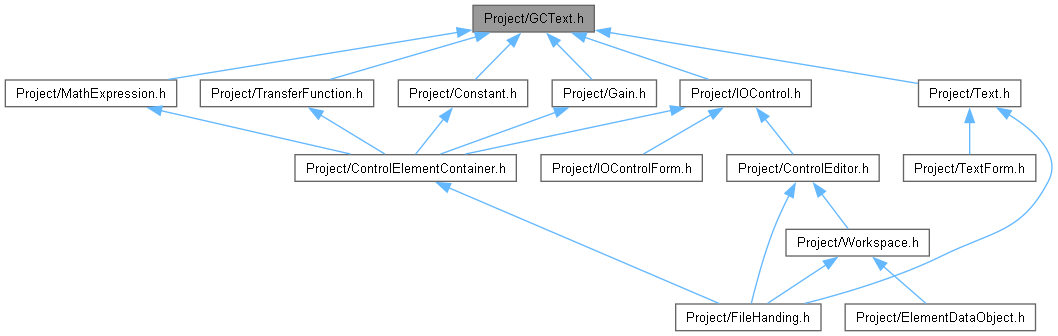 Project/GCText.h
Project/MathExpression.h
Project/TransferFunction.h
Project/Constant.h
Project/Gain.h
Project/IOControl.h
Project/Text.h
Project/ControlElementContainer.h
Project/IOControlForm.h
Project/ControlEditor.h
Project/TextForm.h
Project/Workspace.h
Project/FileHanding.h
Project/ElementDataObject.h